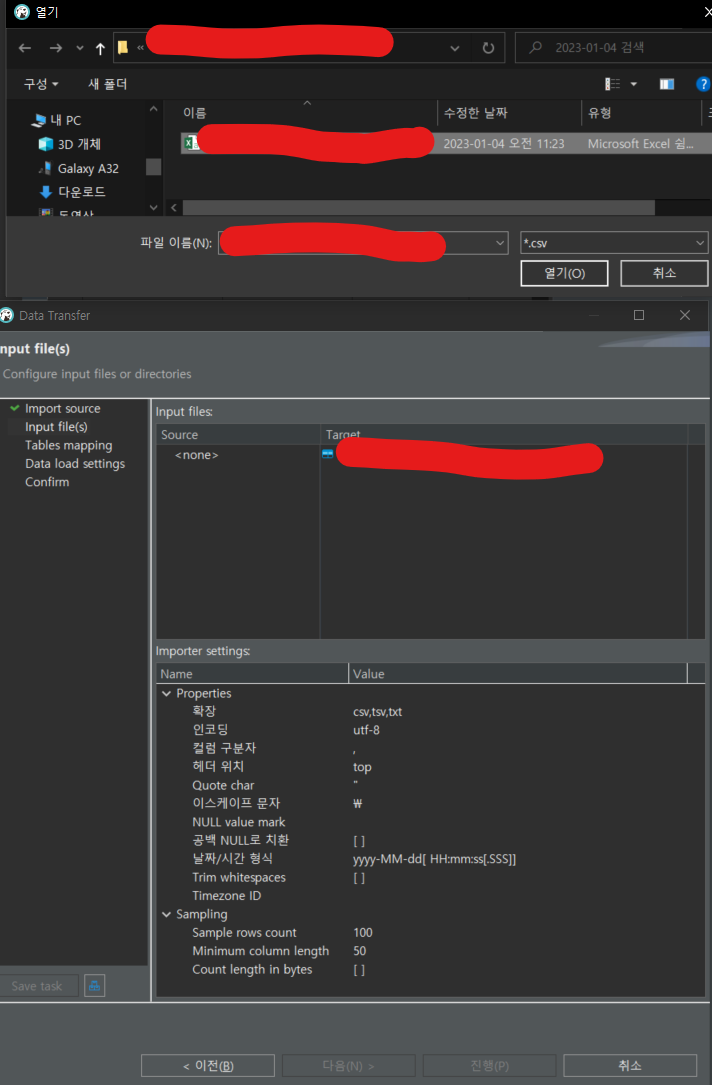 열기
«
2023-01-04 검색
구성 새 폴더
내 PC
3D 개체
Galaxy A32
다운로드
동영상
이름 수정한 날짜 유형
2023-01-04 오전 11:23 Microsoft Excel 쉼...
파일 이름(N): *.csv
열기(O) 취소
Data Transfer
nput file(s)
Configure input files or directories
Import source
Input file(s)
Tables mapping
Data load settings
Confirm
Input files:
Source Target
<none>
Importer settings:
Name Value
Properties
확장 csv,tsv,txt
인코딩 utf-8
컬럼 구분자 ,
헤더 위치 top
Quote char "
이스케이프 문자 ₩
NULL value mark
공백 NULL로 치환 [ ]
날짜/시간 형식 yyyy-MM-dd[ HH:mm:ss[.SSS]]
Trim whitespaces [ ]
Timezone ID
Sampling
Sample rows count 100
Minimum column length 50
Count length in bytes [ ]
Save task
< 이전(B) 다음(N) > 진행(P) 취소